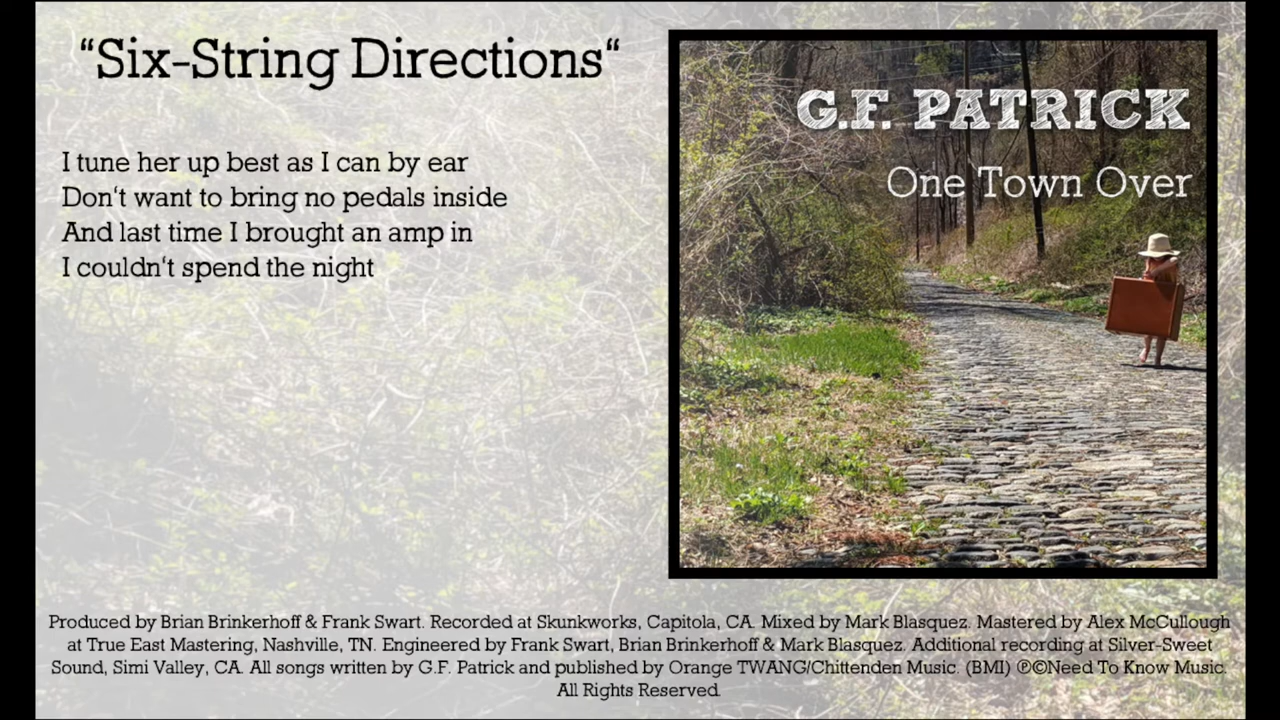 “Six-String Directions“
I tune her up best as I can by ear
Don‘t want to bring no pedals inside
And last time I brought an amp in
I couldn‘t spend the night
G.F. PATRICK
One Town Over
Produced by Brian Brinkerhoff & Frank Swart. Recorded at Skunkworks, Capitola, CA. Mixed by Mark Blasquez. Mastered by Alex McCullough
at True East Mastering, Nashville, TN. Engineered by Frank Swart, Brian Brinkerhoff & Mark Blasquez. Additional recording at Silver-Sweet
Sound, Simi Valley, CA. All songs written by G.F. Patrick and published by Orange TWANG/Chittenden Music. (BMI) ℗©Need To Know Music.
All Rights Reserved.